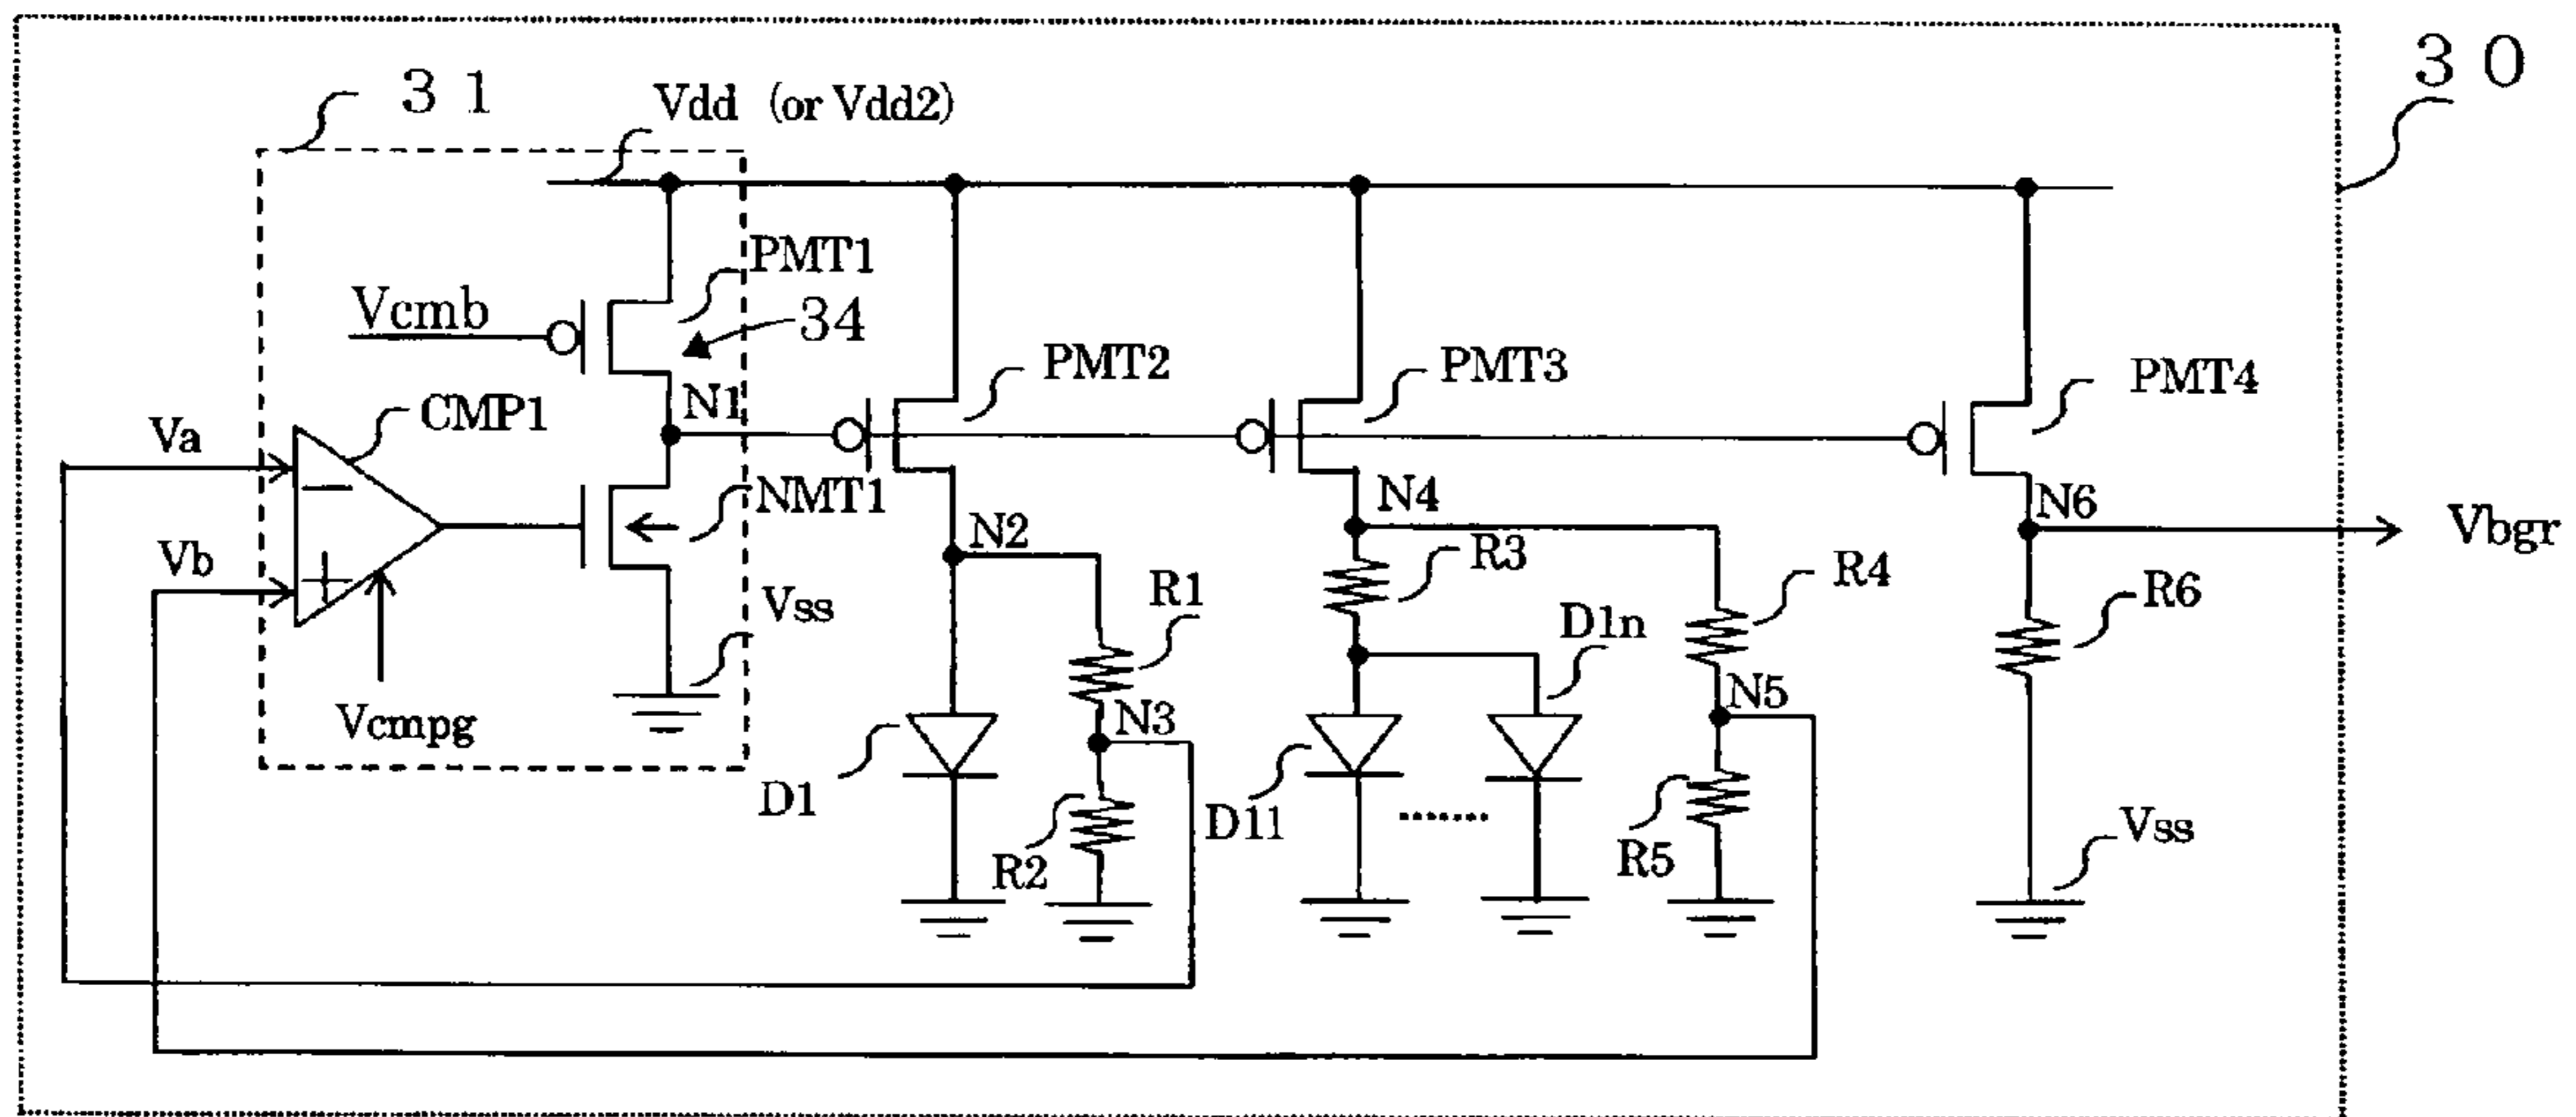 30
31
Vdd (or Vdd2)
PMT1
Vcmb
34
PMT2
PMT3
PMT4
N1
CMP1
Va
−
NMT1
N4
N6
Vbgr
N2
R3
Vb
+
R4
R1
Vss
R6
D1n
N5
N3
Vcmpg
D1
D11
.......
Vss
R2
R5